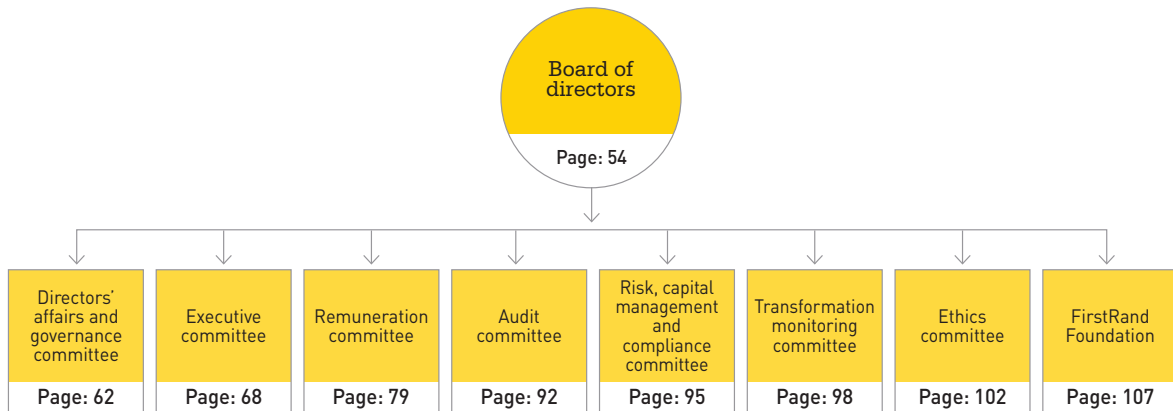 Board of
directors
Page: 54
Directors'
affairs and
governance
committee
Page: 62
Executive
committee
Page: 68
Remuneration
committee
Page: 79
Audit
committee
Page: 92
Risk, capital
management
and
compliance
committee
Page: 95
Transformation
monitoring
committee
Page: 98
Ethics
committee
Page: 102
FirstRand
Foundation
Page: 107